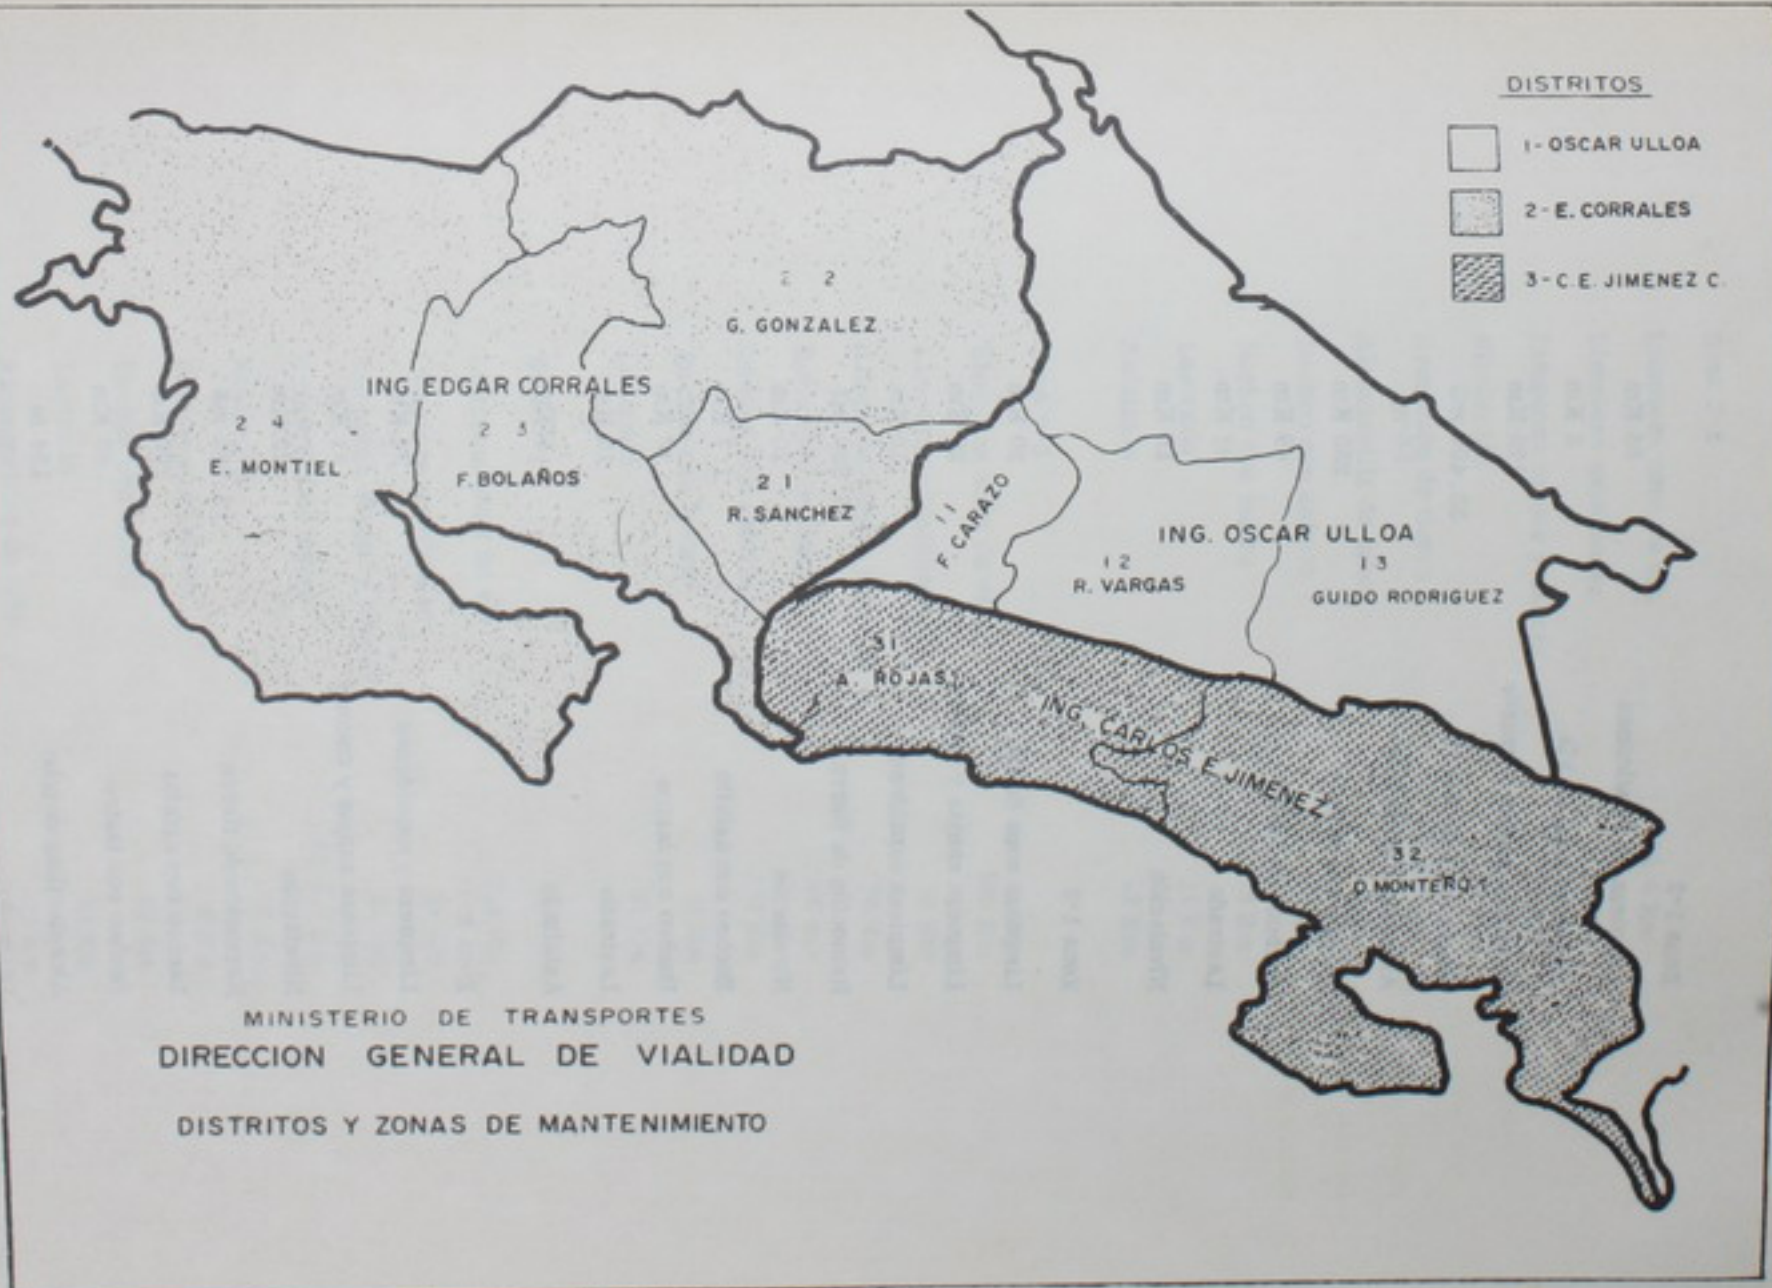 DISTRITOS
1- OSCAR ULLOA
2- E. CORRALES
3- C. E. JIMENEZ C.
2 2
G. GONZALEZ
ING. EDGAR CORRALES
2 4
E. MONTIEL
2 3
F. BOLAÑOS
2 1
R. SANCHEZ
1 1
F. CARAZO
ING. OSCAR ULLOA
1 2
R. VARGAS
1 3
GUIDO RODRIGUEZ
3 1
A. ROJAS
ING. CARLOS E. JIMENEZ
3 2
O. MONTERO
MINISTERIO DE TRANSPORTES
DIRECCION GENERAL DE VIALIDAD
DISTRITOS Y ZONAS DE MANTENIMIENTO